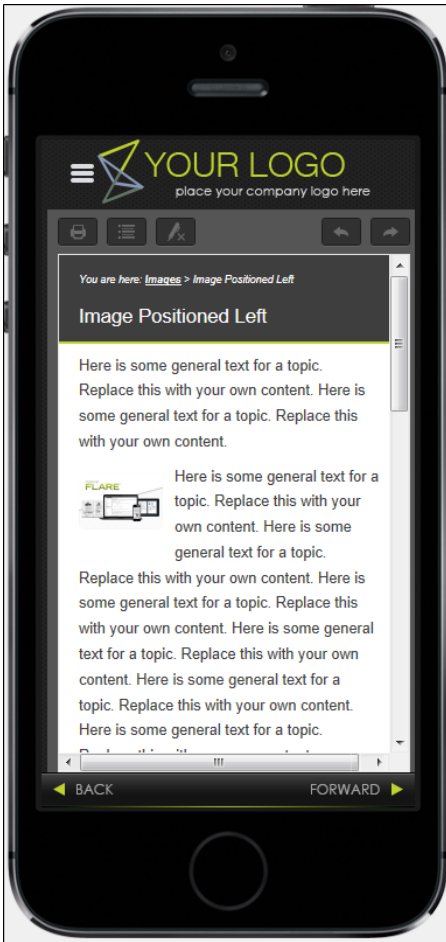 YOUR LOGO
place your company logo here
You are here: Images > Image Positioned Left
Image Positioned Left
Here is some general text for a topic.
Replace this with your own content. Here is
some general text for a topic. Replace this
with your own content.
FLARE
Here is some general text for a
topic. Replace this with your
own content. Here is some
general text for a topic.
Replace this with your own content. Here is
some general text for a topic. Replace this
with your own content. Here is some general
text for a topic. Replace this with your own
content. Here is some general text for a
topic. Replace this with your own content.
Here is some general text for a topic.
BACK
FORWARD